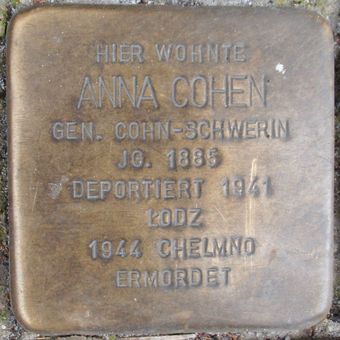 HIER WOHNTE
ANNA COHEN
GEN. COHN-SCHWERIN
JG. 1885
DEPORTIERT 1941
LODZ
1944 CHELMNO
ERMORDET